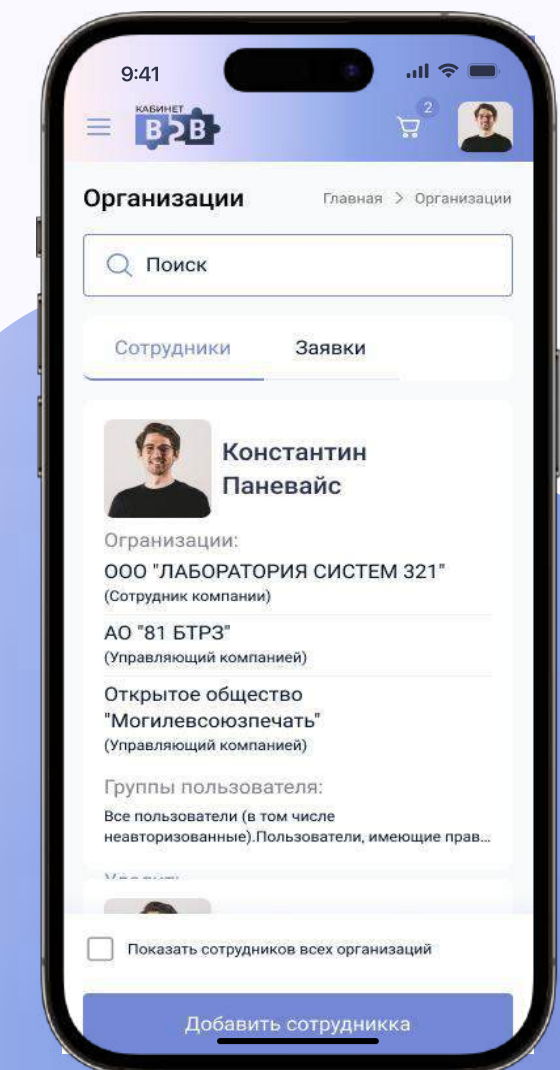 9:41
КАБИНЕТ
B2B
2
Организации
Главная > Организации
Поиск
Сотрудники Заявки
Константин
Паневайс
Огранизации:
ООО "ЛАБОРАТОРИЯ СИСТЕМ 321"
(Сотрудник компании)
АО "81 БТРЗ"
(Управляющий компанией)
Открытое общество
"Могилевсоюзпечать"
(Управляющий компанией)
Группы пользователя:
Все пользователи (в том числе
неавторизованные).Пользователи, имеющие прав...
Показать сотрудников всех организаций
Добавить сотрудникка